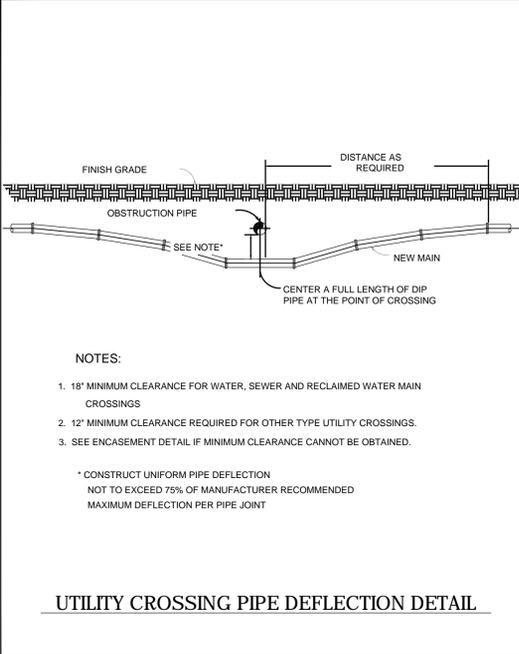 DISTANCE AS
REQUIRED
FINISH GRADE
OBSTRUCTION PIPE
SEE NOTE*
NEW MAIN
CENTER A FULL LENGTH OF DIP
PIPE AT THE POINT OF CROSSING
NOTES:
1. 18" MINIMUM CLEARANCE FOR WATER, SEWER AND RECLAIMED WATER MAIN
CROSSINGS
2. 12" MINIMUM CLEARANCE REQUIRED FOR OTHER TYPE UTILITY CROSSINGS.
3. SEE ENCASEMENT DETAIL IF MINIMUM CLEARANCE CANNOT BE OBTAINED.
* CONSTRUCT UNIFORM PIPE DEFLECTION
NOT TO EXCEED 75% OF MANUFACTURER RECOMMENDED
MAXIMUM DEFLECTION PER PIPE JOINT
UTILITY CROSSING PIPE DEFLECTION DETAIL